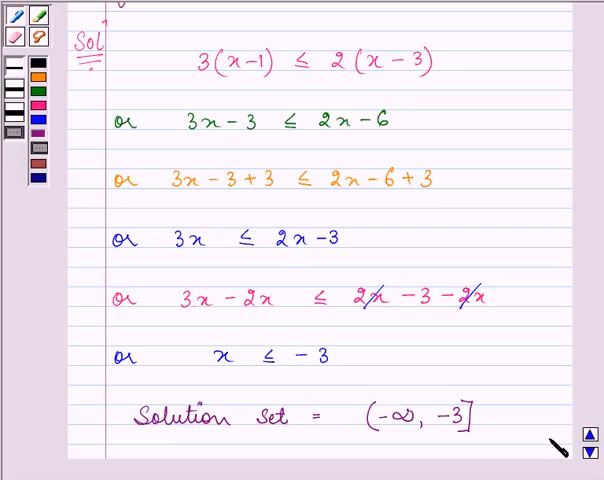 Sol^n
3(x-1) ≤ 2(x-3)
or 3x-3 ≤ 2x-6
or 3x-3+3 ≤ 2x-6+3
or 3x ≤ 2x-3
or 3x-2x ≤ 2x-3-2x
or x ≤ -3
Solution set = (-∞, -3]